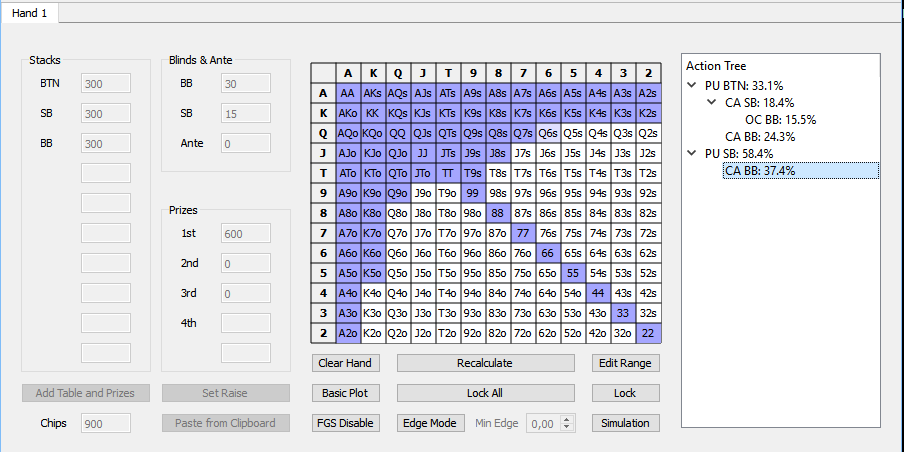 Hand 1
Stacks
BTN 300
SB 300
BB 300
Blinds & Ante
BB 30
SB 15
Ante 0
Prizes
1st 600
2nd 0
3rd 0
4th
Add Table and Prizes
Set Raise
Chips 900
Paste from Clipboard
A K Q J T 9 8 7 6 5 4 3 2
A AA AKs AQs AJs ATs A9s A8s A7s A6s A5s A4s A3s A2s
K AKo KK KQs KJs KTs K9s K8s K7s K6s K5s K4s K3s K2s
Q AQo KQo QQ QJs QTs Q9s Q8s Q7s Q6s Q5s Q4s Q3s Q2s
J AJo KJo QJo JJ JTs J9s J8s J7s J6s J5s J4s J3s J2s
T ATo KTo QTo JTo TT T9s T8s T7s T6s T5s T4s T3s T2s
9 A9o K9o Q9o J9o T9o 99 98s 97s 96s 95s 94s 93s 92s
8 A8o K8o Q8o J8o T8o 98o 88 87s 86s 85s 84s 83s 82s
7 A7o K7o Q7o J7o T7o 97o 87o 77 76s 75s 74s 73s 72s
6 A6o K6o Q6o J6o T6o 96o 86o 76o 66 65s 64s 63s 62s
5 A5o K5o Q5o J5o T5o 95o 85o 75o 65o 55 54s 53s 52s
4 A4o K4o Q4o J4o T4o 94o 84o 74o 64o 54o 44 43s 42s
3 A3o K3o Q3o J3o T3o 93o 83o 73o 63o 53o 43o 33 32s
2 A2o K2o Q2o J2o T2o 92o 82o 72o 62o 52o 42o 32o 22
Clear Hand
Recalculate
Edit Range
Basic Plot
Lock All
Lock
FGS Disable
Edge Mode
Min Edge 0,00
Simulation
Action Tree
PU BTN: 33.1%
CA SB: 18.4%
OC BB: 15.5%
CA BB: 24.3%
PU SB: 58.4%
CA BB: 37.4%